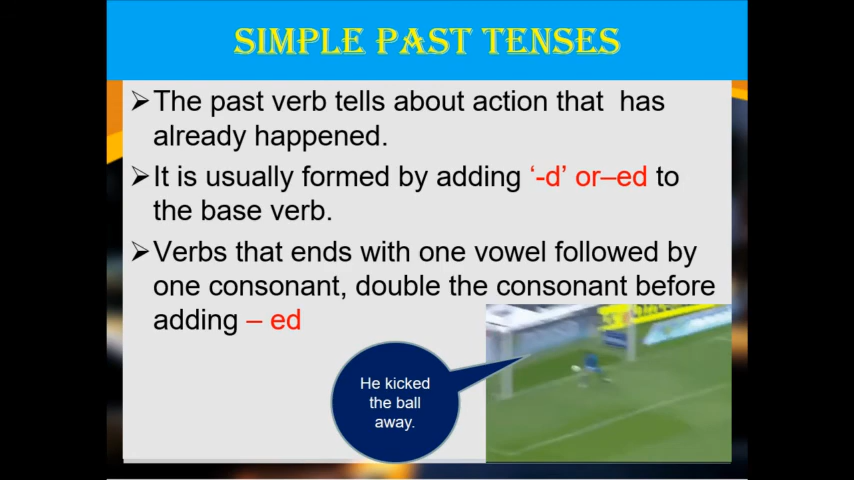 SIMPLE PAST TENSES
➢The past verb tells about action that has
already happened.
➢It is usually formed by adding ‘-d’ or–ed to
the base verb.
➢Verbs that ends with one vowel followed by
one consonant, double the consonant before
adding – ed
He kicked
the ball
away.